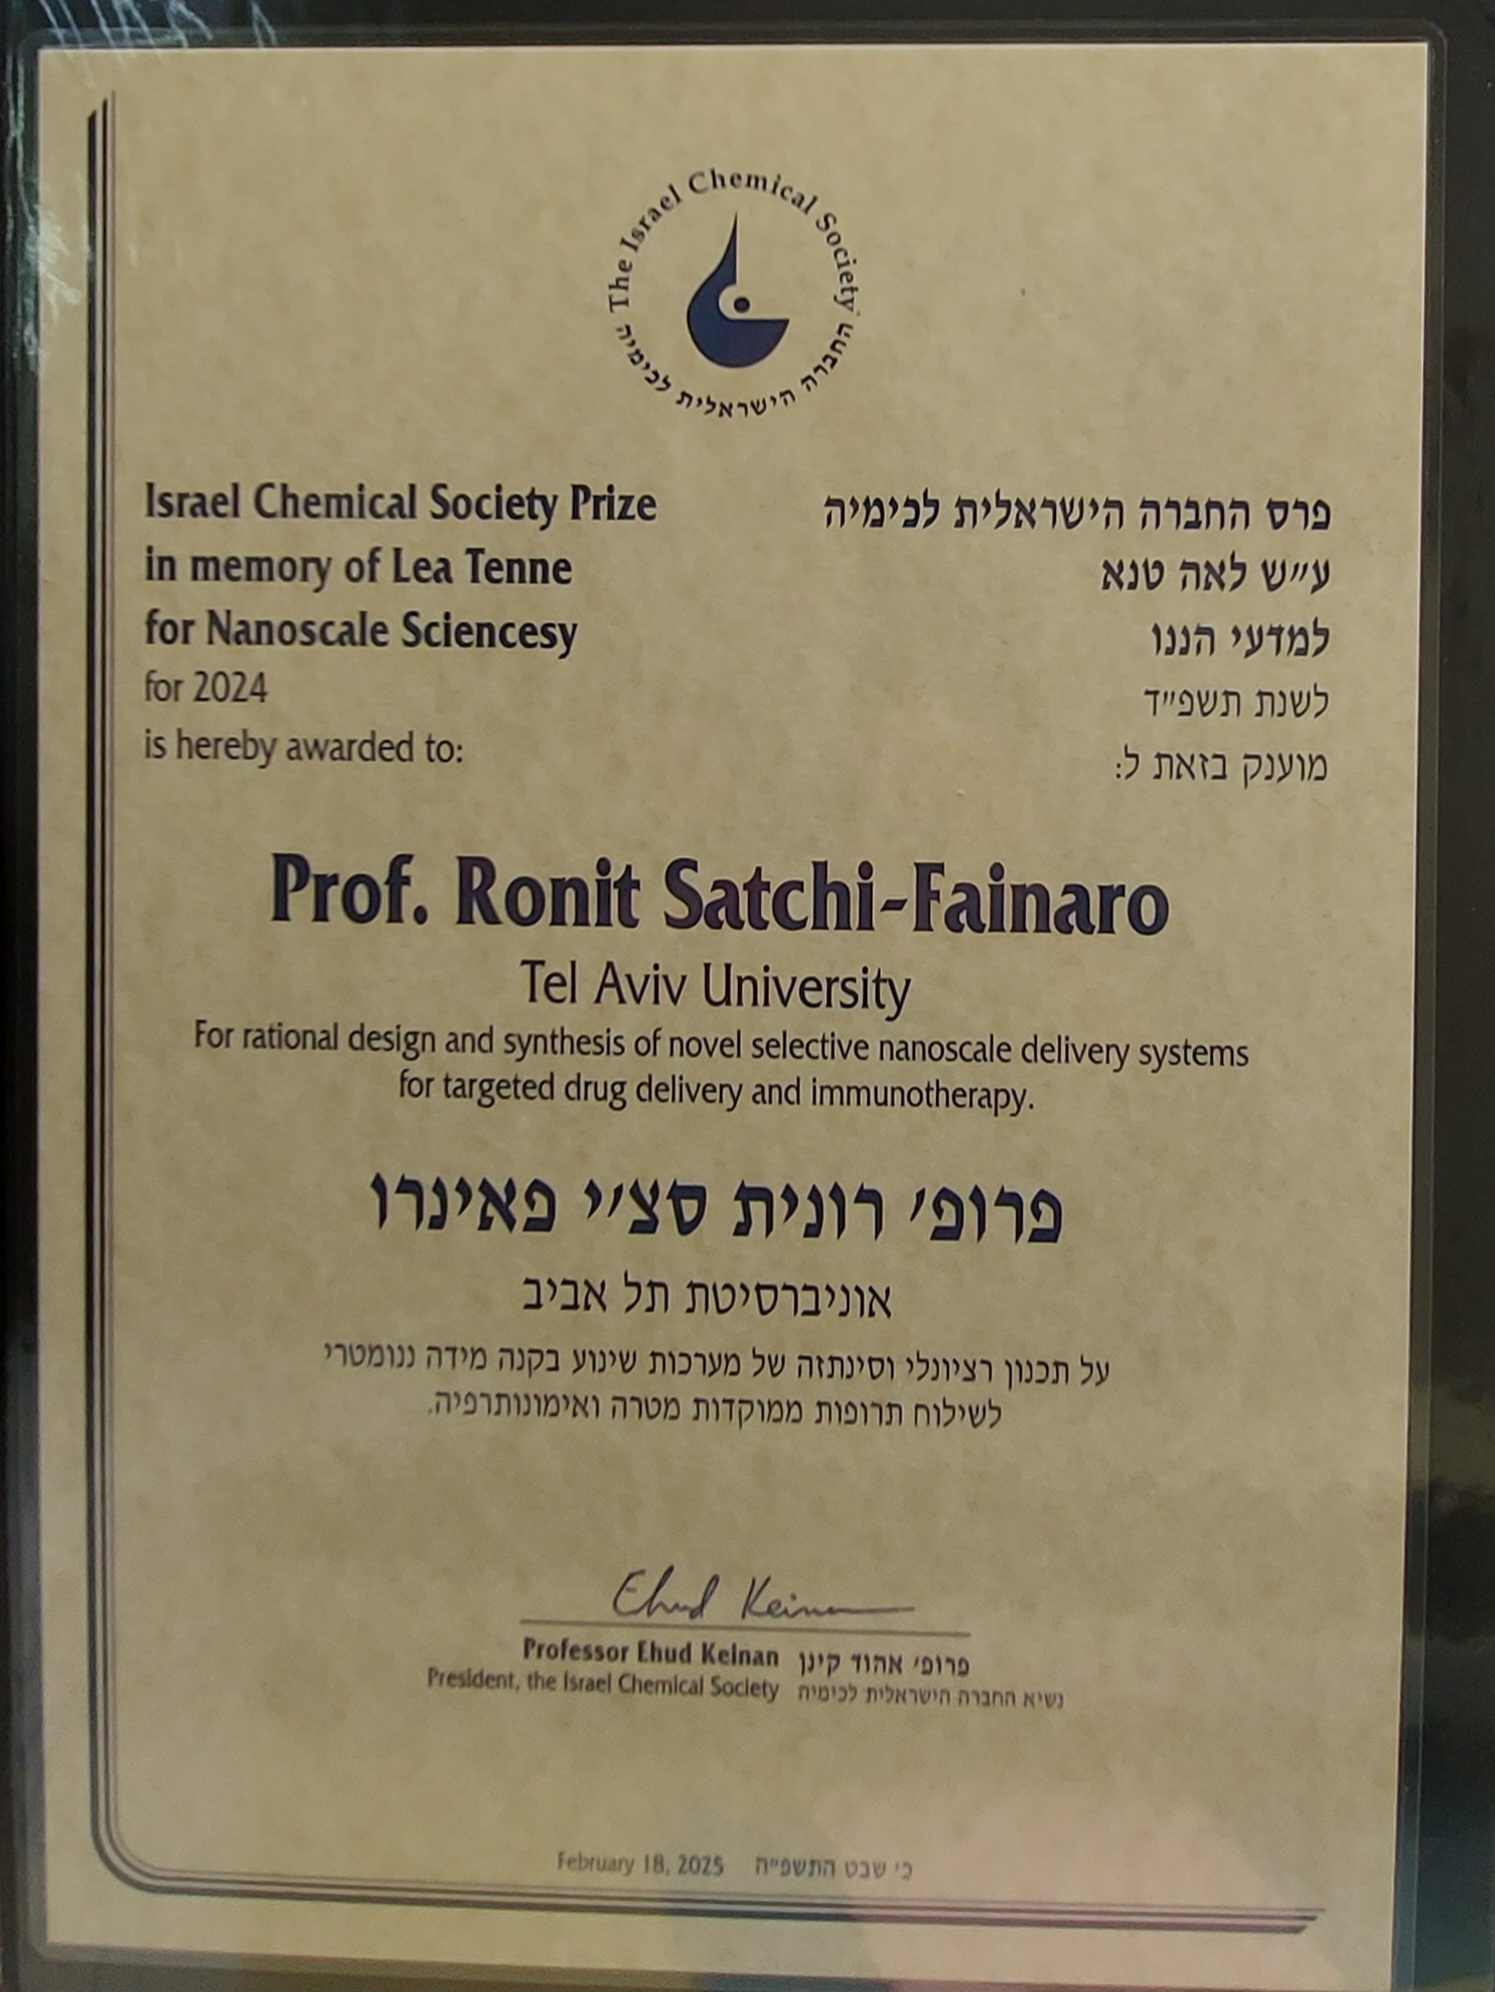 The Israel Chemical Society
החברה הישראלית לכימיה
Israel Chemical Society Prize
in memory of Lea Tenne
for Nanoscale Sciencesy
for 2024
is hereby awarded to:
פרס החברה הישראלית לכימיה
ע״ש לאה טנא
למדעי הננו
לשנת תשפ״ד
מוענק בזאת ל:
Prof. Ronit Satchi-Fainaro
Tel Aviv University
For rational design and synthesis of novel selective nanoscale delivery systems
for targeted drug delivery and immunotherapy.
פרופ׳ רונית סצ׳י פאינרו
אוניברסיטת תל אביב
על תכנון רציונלי וסינתזה של מערכות שינוע בקנה מידה ננומטרי
לשילוח תרופות ממוקדות מטרה ואימונותרפיה.
Ehud Keinan
Professor Ehud Keinan פרופ׳ אהוד קינן
President, the Israel Chemical Society נשיא החברה הישראלית לכימיה
February 18, 2025 כ׳ שבט התשפ״ה